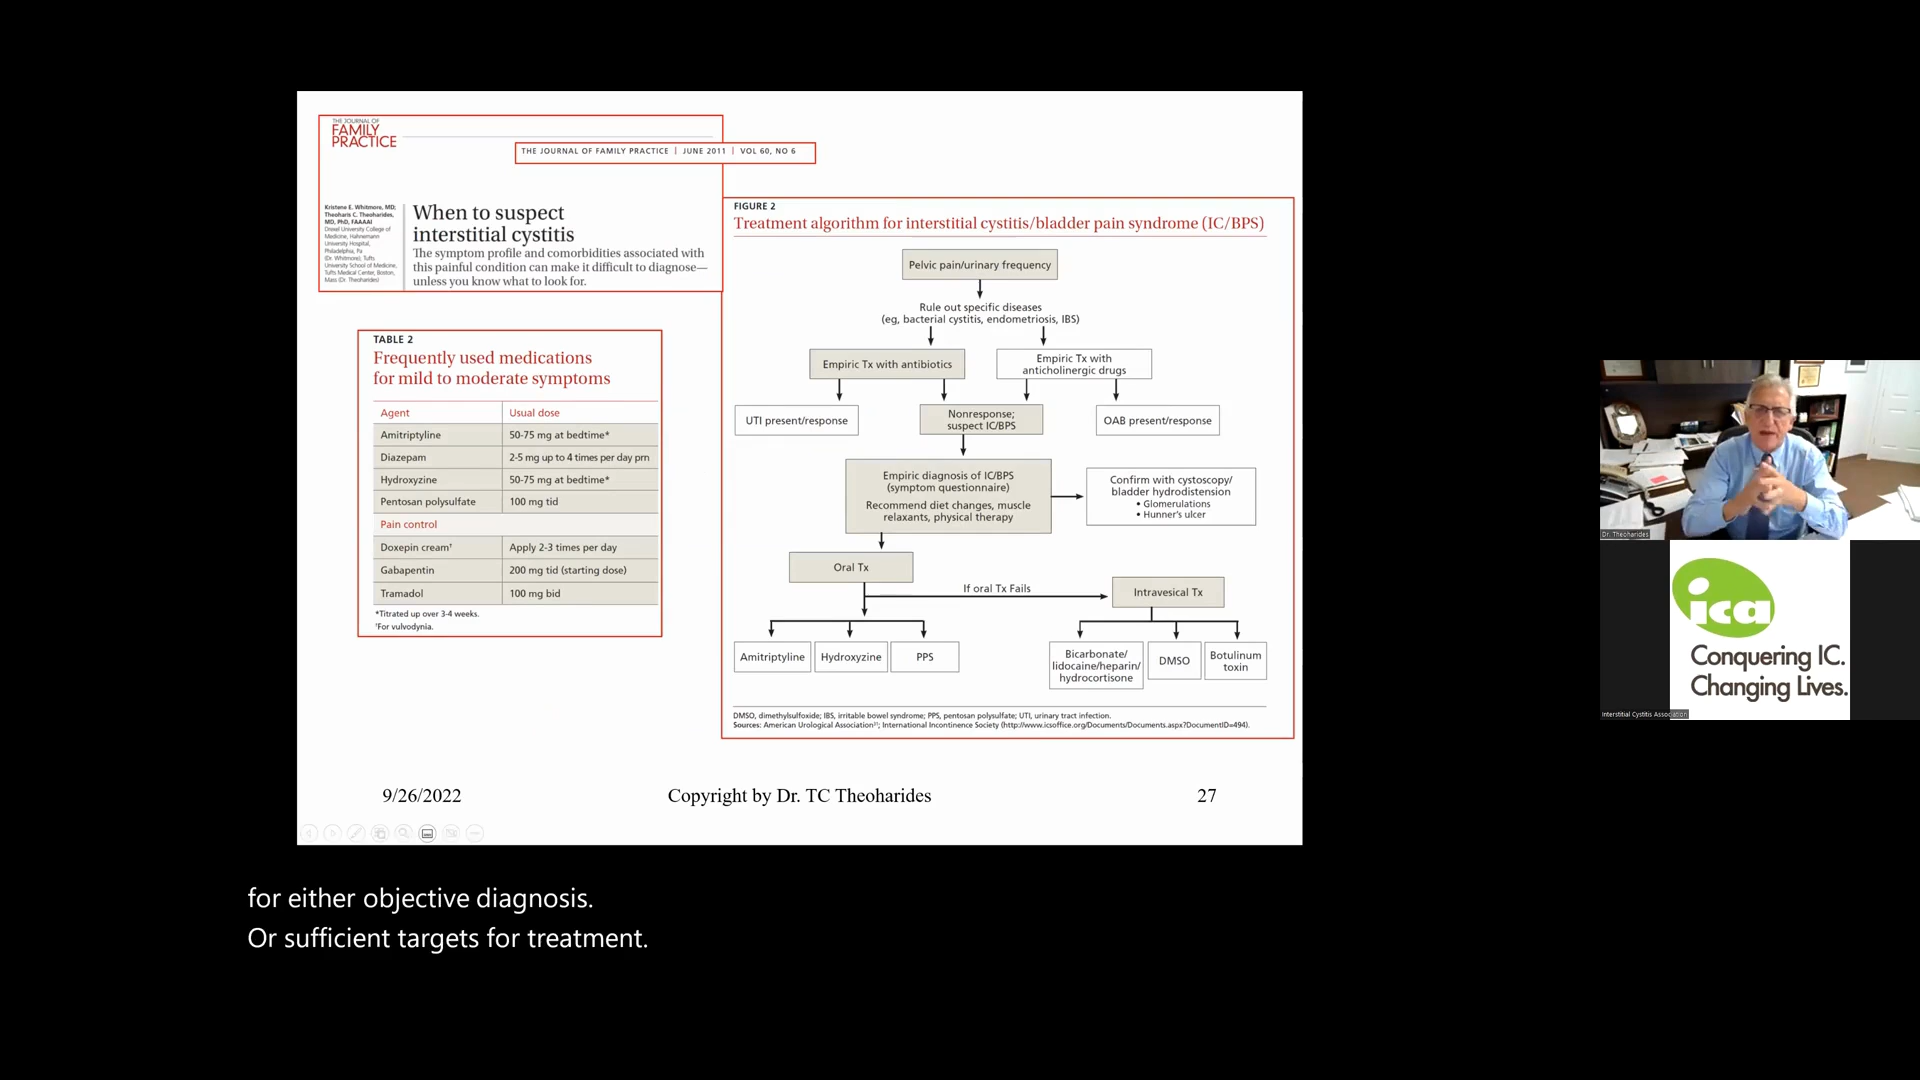 THE JOURNAL OF
FAMILY
PRACTICE
THE JOURNAL OF FAMILY PRACTICE | JUNE 2011 | VOL 60, NO 6
Kristene E. Whitmore, MD;
Theoharis C. Theoharides,
MD, PhD, FAAAAI
Drexel University College of
Medicine, Hahnemann
University Hospital,
Philadelphia, Pa
(Dr. Whitmore); Tufts
University School of Medicine,
Tufts Medical Center, Boston,
Mass (Dr. Theoharides)
When to suspect
interstitial cystitis
The symptom profile and comorbidities associated with
this painful condition can make it difficult to diagnose—
unless you know what to look for.
TABLE 2
Frequently used medications
for mild to moderate symptoms
Agent Usual dose
Amitriptyline 50-75 mg at bedtime*
Diazepam 2-5 mg up to 4 times per day prn
Hydroxyzine 50-75 mg at bedtime*
Pentosan polysulfate 100 mg tid
Pain control
Doxepin cream† Apply 2-3 times per day
Gabapentin 200 mg tid (starting dose)
Tramadol 100 mg bid
*Titrated up over 3-4 weeks.
†For vulvodynia.
FIGURE 2
Treatment algorithm for interstitial cystitis/bladder pain syndrome (IC/BPS)
Pelvic pain/urinary frequency
Rule out specific diseases
(eg, bacterial cystitis, endometriosis, IBS)
Empiric Tx with antibiotics
Empiric Tx with
anticholinergic drugs
UTI present/response
Nonresponse;
suspect IC/BPS
OAB present/response
Empiric diagnosis of IC/BPS
(symptom questionnaire)
Recommend diet changes, muscle
relaxants, physical therapy
Confirm with cystoscopy/
bladder hydrodistension
• Glomerulations
• Hunner's ulcer
Oral Tx
If oral Tx Fails
Intravesical Tx
Amitriptyline
Hydroxyzine
PPS
Bicarbonate/
lidocaine/heparin/
hydrocortisone
DMSO
Botulinum
toxin
DMSO, dimethylsulfoxide; IBS, irritable bowel syndrome; PPS, pentosan polysulfate; UTI, urinary tract infection.
Sources: American Urological Association³¹; International Incontinence Society (http://www.icsoffice.org/Documents/Documents.aspx?DocumentID=494).
9/26/2022
Copyright by Dr. TC Theoharides
27
Dr. Theoharides
ica
Conquering IC.
Changing Lives.
Interstitial Cystitis Association
for either objective diagnosis.
Or sufficient targets for treatment.